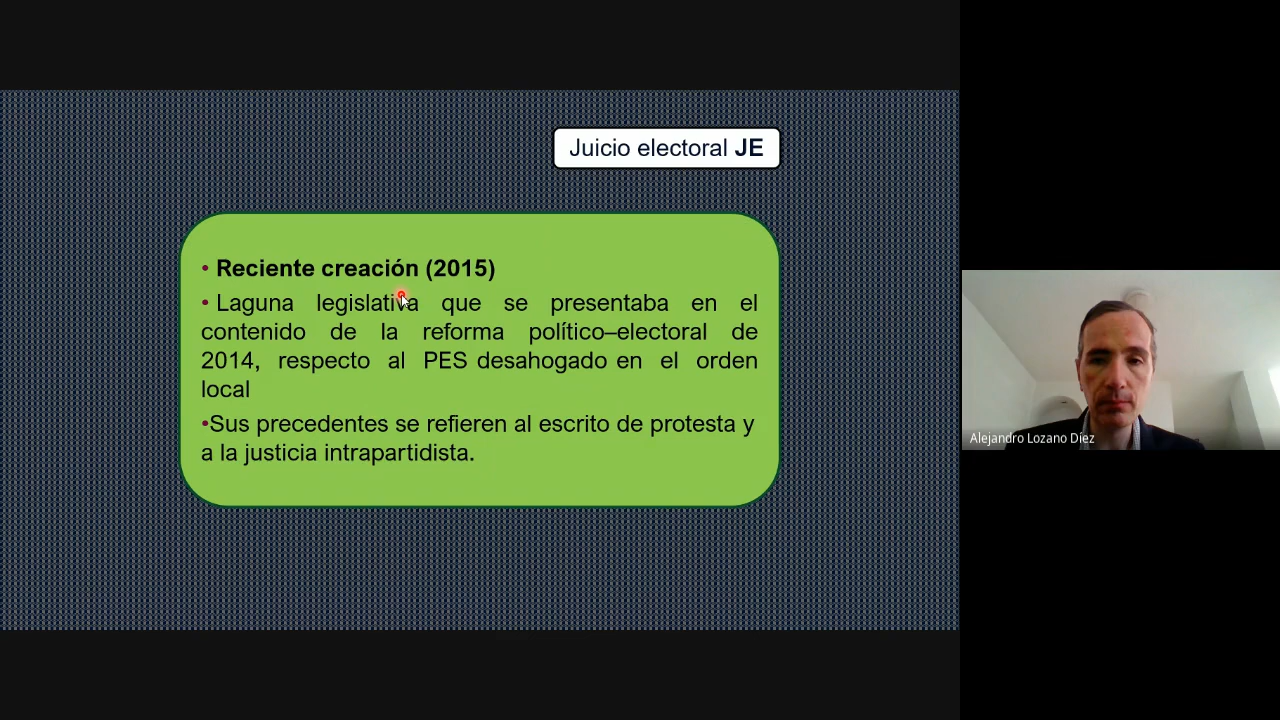 Juicio electoral JE
• Reciente creación (2015)
• Laguna legislativa que se presentaba en el
contenido de la reforma político–electoral de
2014, respecto al PES desahogado en el orden
local
•Sus precedentes se refieren al escrito de protesta y
a la justicia intrapartidista.
Alejandro Lozano Díez